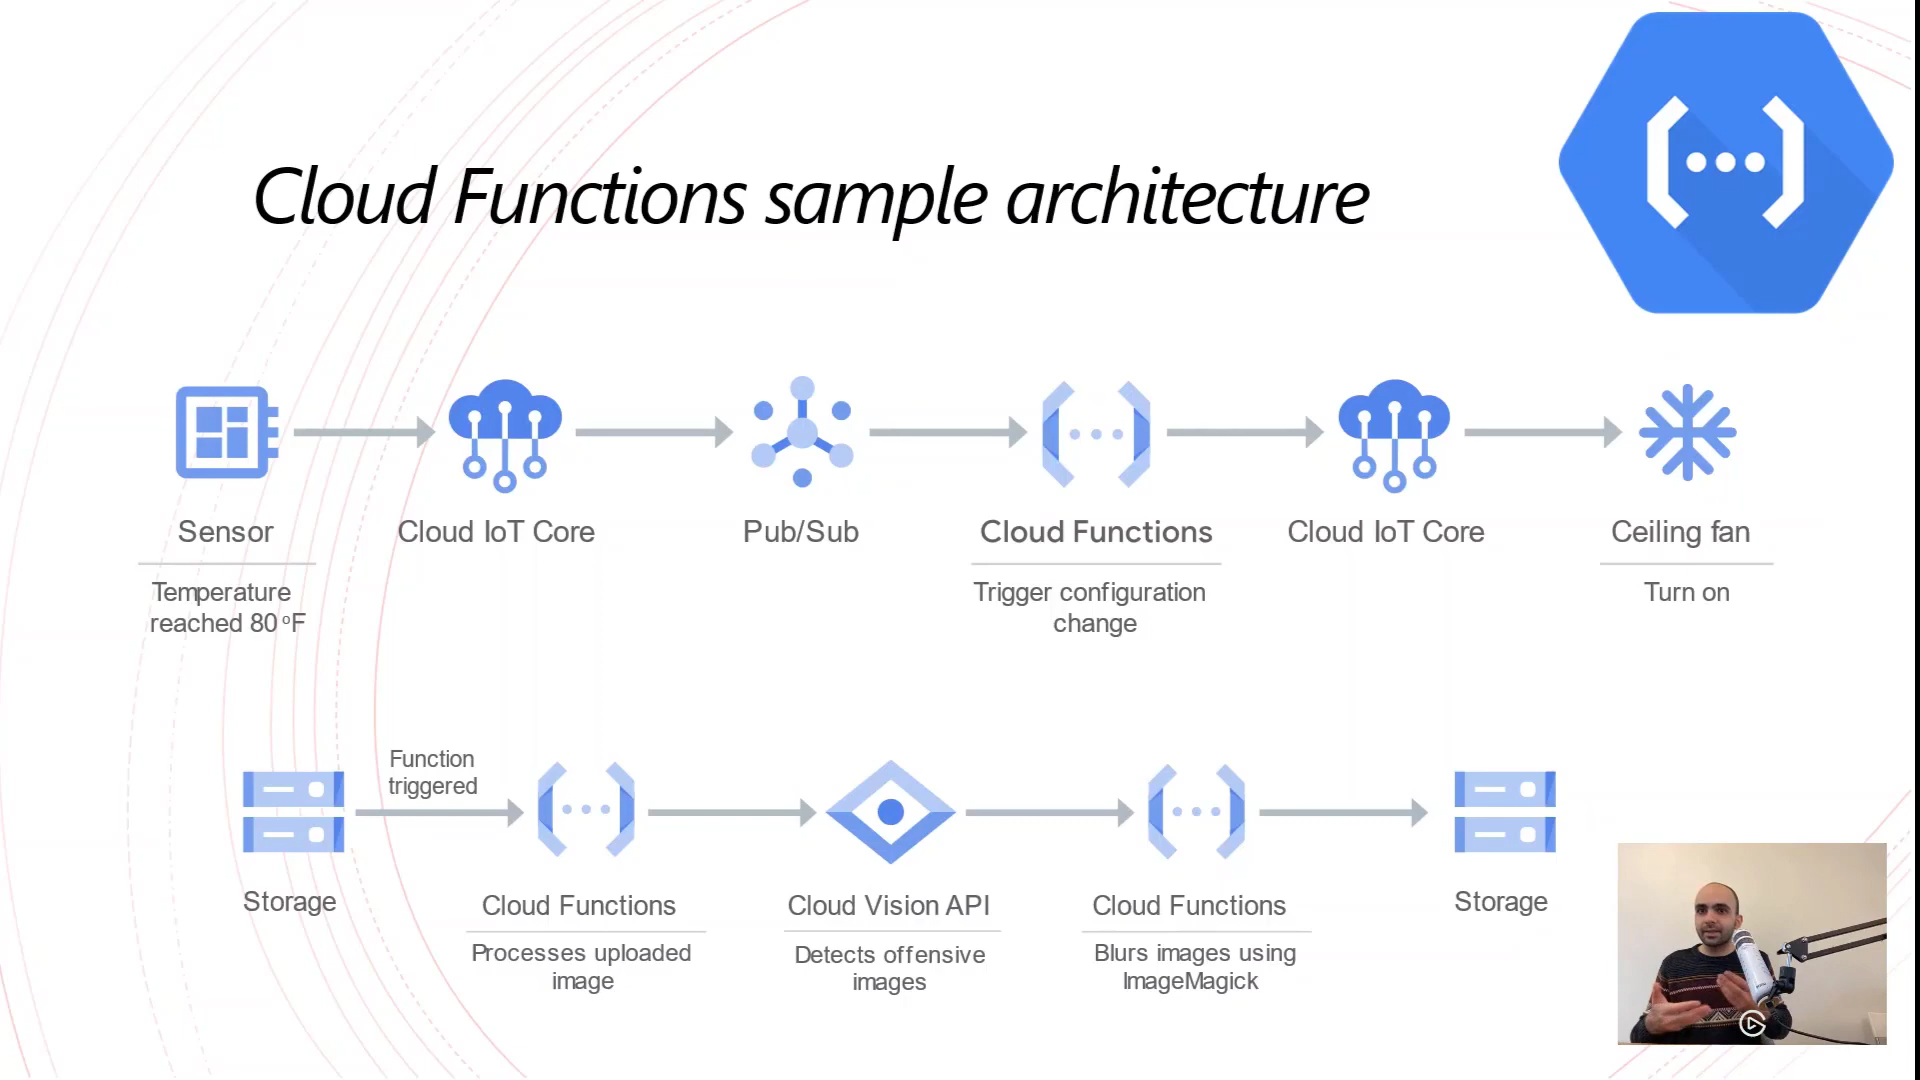 Cloud Functions sample architecture
Sensor
Cloud IoT Core
Pub/Sub
Cloud Functions
Cloud IoT Core
Ceiling fan
Temperature
reached 80 °F
Trigger configuration
change
Turn on
Function
triggered
Storage
Cloud Functions
Cloud Vision API
Cloud Functions
Storage
Processes uploaded
image
Detects offensive
images
Blurs images using
ImageMagick